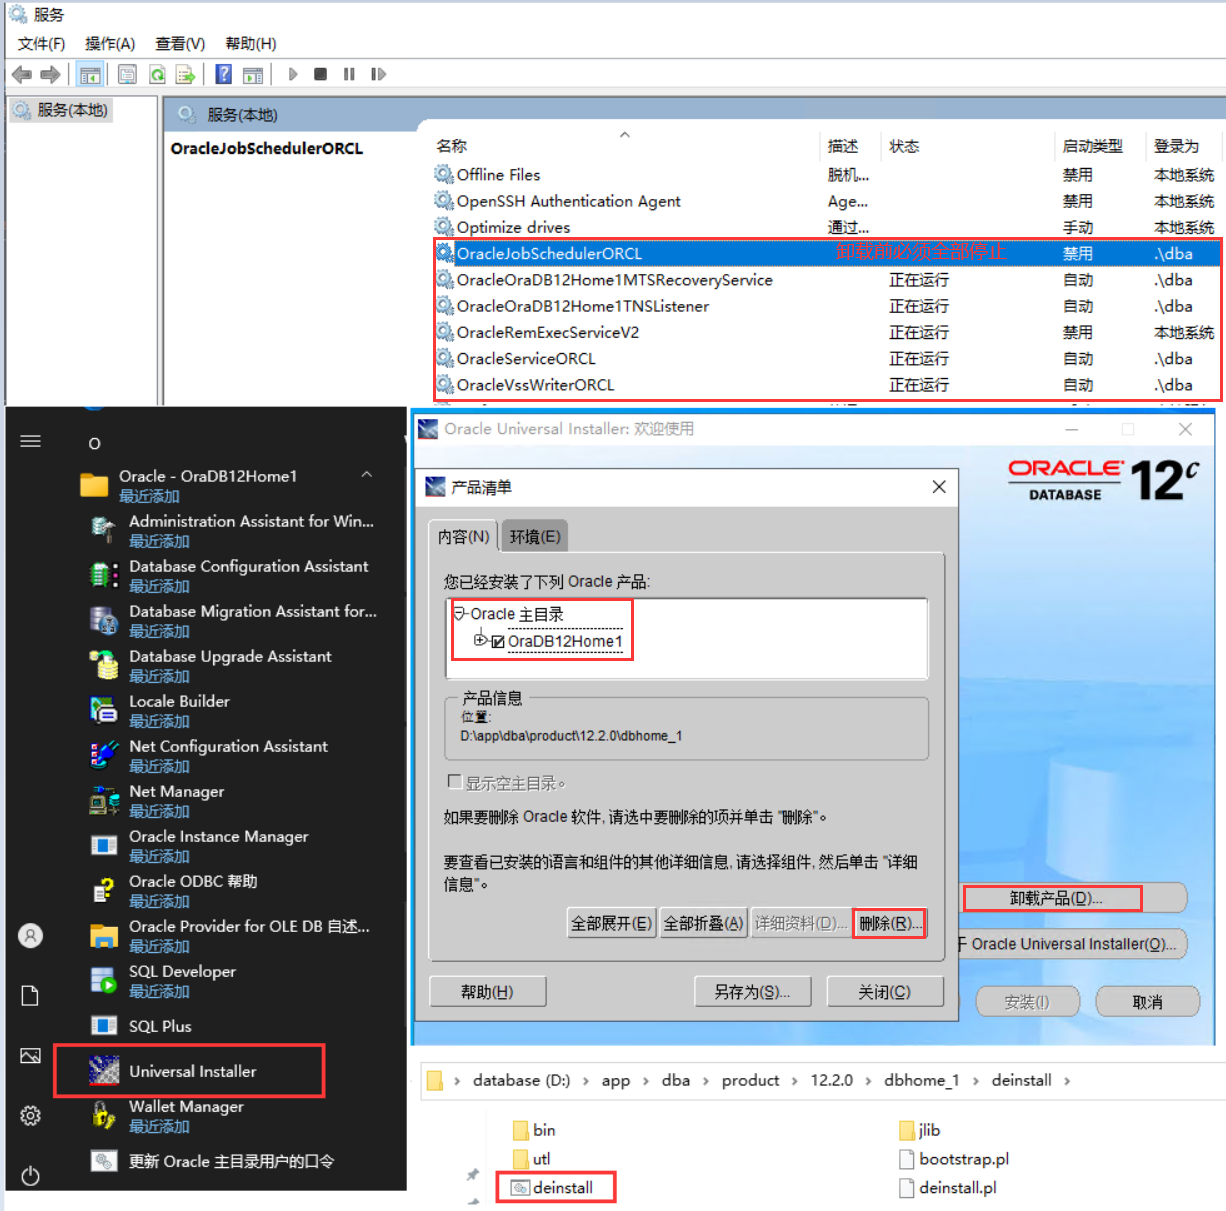 服务
文件(F) 操作(A) 查看(V) 帮助(H)
服务(本地)
服务(本地)
OracleJobSchedulerORCL
名称 描述 状态 启动类型 登录为
Offline Files 脱机... 禁用 本地系统
OpenSSH Authentication Agent Age... 禁用 本地系统
Optimize drives 通过... 手动 本地系统
OracleJobSchedulerORCL 卸载前必须全部停止 禁用 .\dba
OracleOraDB12Home1MTSRecoveryService 正在运行 自动 .\dba
OracleOraDB12Home1TNSListener 正在运行 自动 .\dba
OracleRemExecServiceV2 正在运行 禁用 本地系统
OracleServiceORCL 正在运行 自动 .\dba
OracleVssWriterORCL 正在运行 自动 .\dba
O
Oracle - OraDB12Home1
最近添加
Administration Assistant for Win...
最近添加
Database Configuration Assistant
最近添加
Database Migration Assistant for...
最近添加
Database Upgrade Assistant
最近添加
Locale Builder
最近添加
Net Configuration Assistant
最近添加
Net Manager
最近添加
Oracle Instance Manager
最近添加
Oracle ODBC 帮助
最近添加
Oracle Provider for OLE DB 自述...
最近添加
SQL Developer
最近添加
SQL Plus
Universal Installer
Wallet Manager
最近添加
更新 Oracle 主目录用户的口令
Oracle Universal Installer: 欢迎使用
ORACLE
DATABASE 12c
产品清单
内容(N) 环境(E)
您已经安装了下列 Oracle 产品:
Oracle 主目录
OraDB12Home1
产品信息
位置:
D:\app\dba\product\12.2.0\dbhome_1
显示空主目录。
如果要删除 Oracle 软件, 请选中要删除的项并单击 "删除"。
要查看已安装的语言和组件的其他详细信息, 请选择组件, 然后单击 "详细
信息"。
全部展开(E) 全部折叠(A) 详细资料(D)... 删除(R)...
帮助(H) 另存为(S)... 关闭(C)
卸载产品(D)...
于 Oracle Universal Installer(O)...
安装(I) 取消
database (D:) › app › dba › product › 12.2.0 › dbhome_1 › deinstall ›
bin jlib
utl bootstrap.pl
deinstall deinstall.pl